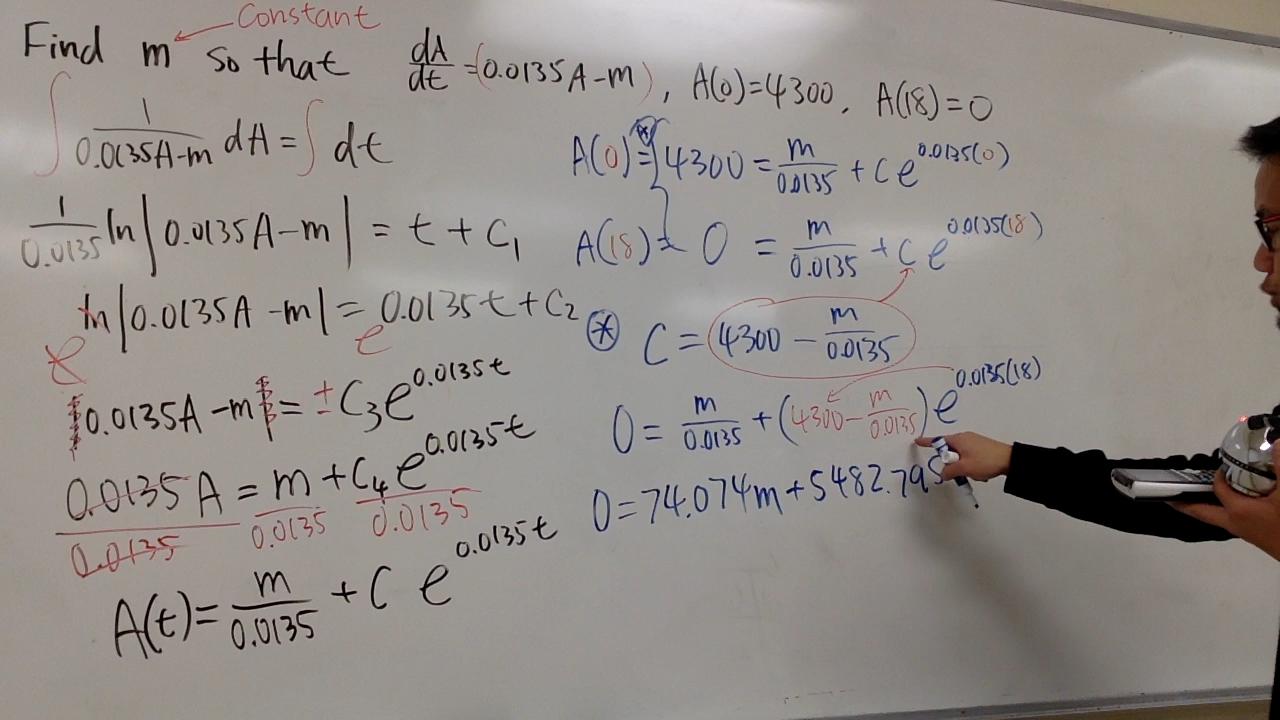 constant
Find m so that dA/dt = (0.0135A - m), A(0) = 4300, A(18) = 0
∫ 1/(0.0135A - m) dA = ∫ dt
1/0.0135 ln|0.0135A - m| = t + C₁
ln|0.0135A - m| = 0.0135t + C₂
e e
|0.0135A - m| = ± C₃e^(0.0135t)
0.0135A/0.0135 = m/0.0135 + C₄e^(0.0135t)/0.0135
A(t) = m/0.0135 + C e^(0.0135t)
A(0) = 4300 = m/0.0135 + Ce^(0.0135(0))
A(18) = 0 = m/0.0135 + Ce^(0.0135(18))
⊛ C = 4300 - m/0.0135
0 = m/0.0135 + (4300 - m/0.0135) e^(0.0135(18))
0 = 74.074m + 5482.795